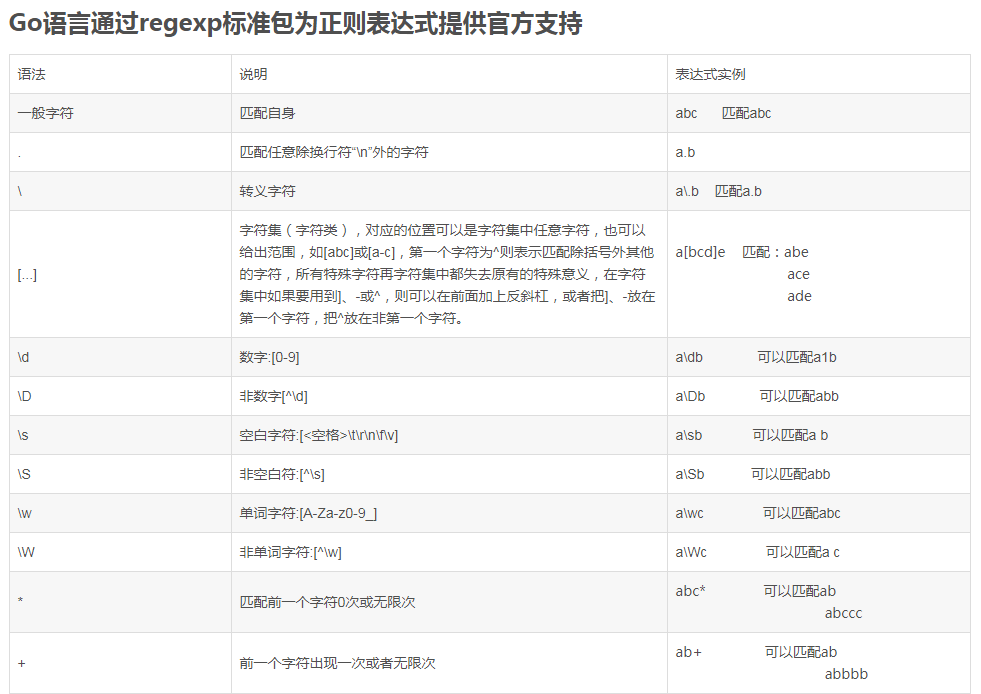 Go语言通过regexp标准包为正则表达式提供官方支持
语法 说明 表达式实例
一般字符 匹配自身 abc 匹配abc
. 匹配任意除换行符“\n”外的字符 a.b
\ 转义字符 a\.b 匹配a.b
字符集（字符类），对应的位置可以是字符集中任意字符，也可以
给出范围，如[abc]或[a-c]，第一个字符为^则表示匹配除括号外其他 a[bcd]e 匹配：abe
[...] 的字符，所有特殊字符再字符集中都失去原有的特殊意义，在字符 ace
集中如果要用到]、-或^，则可以在前面加上反斜杠，或者把]、-放在 ade
第一个字符，把^放在非第一个字符。
\d 数字:[0-9] a\db 可以匹配a1b
\D 非数字[^\d] a\Db 可以匹配abb
\s 空白字符:[<空格>\t\r\n\f\v] a\sb 可以匹配a b
\S 非空白符:[^\s] a\Sb 可以匹配abb
\w 单词字符:[A-Za-z0-9_] a\wc 可以匹配abc
\W 非单词字符:[^\w] a\Wc 可以匹配a c
* 匹配前一个字符0次或无限次 abc* 可以匹配ab
abccc
+ 前一个字符出现一次或者无限次 ab+ 可以匹配ab
abbbb